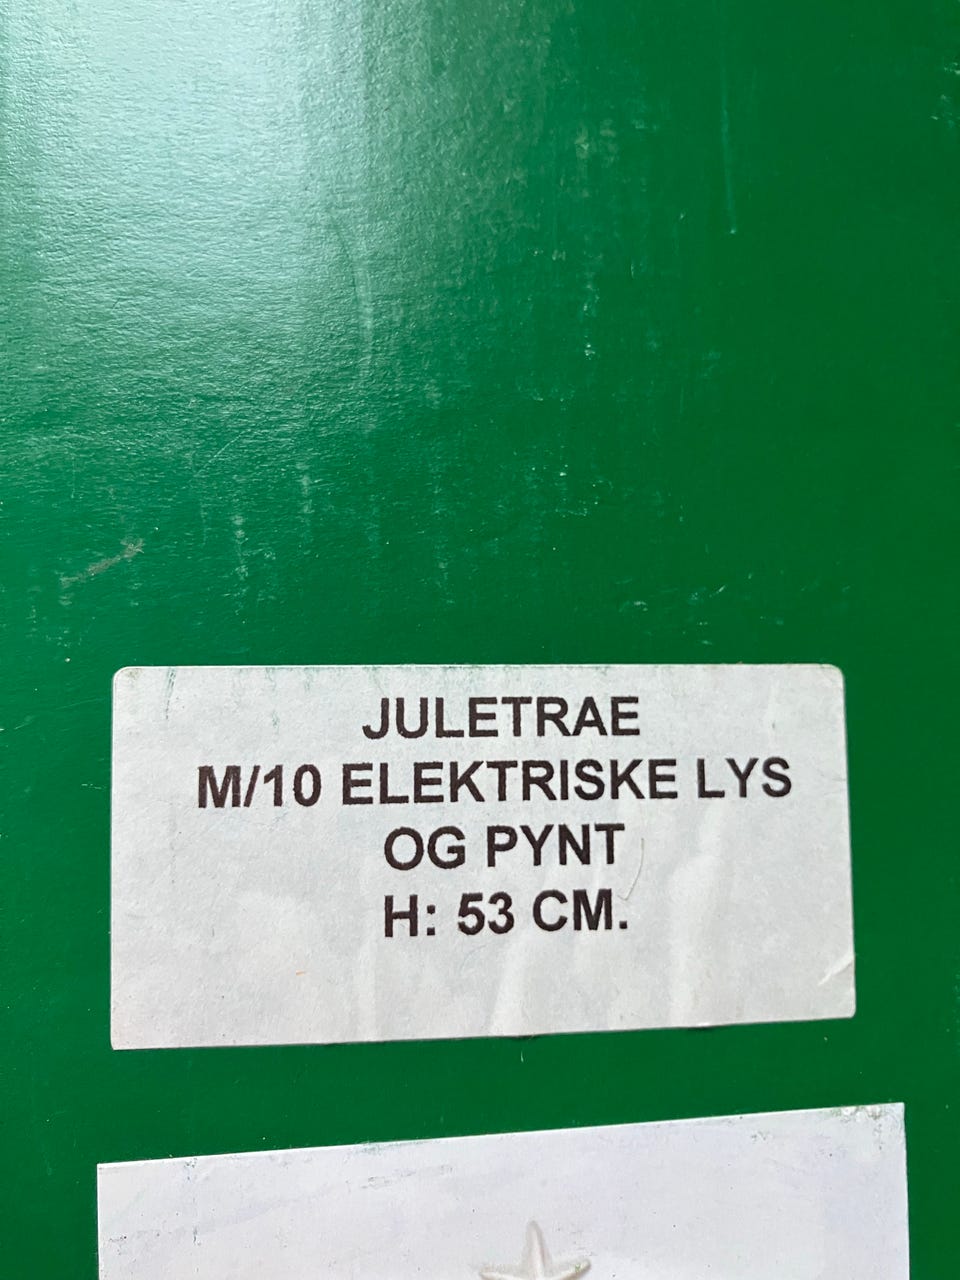 JULETRAE
M/10 ELEKTRISKE LYS
OG PYNT
H: 53 CM.